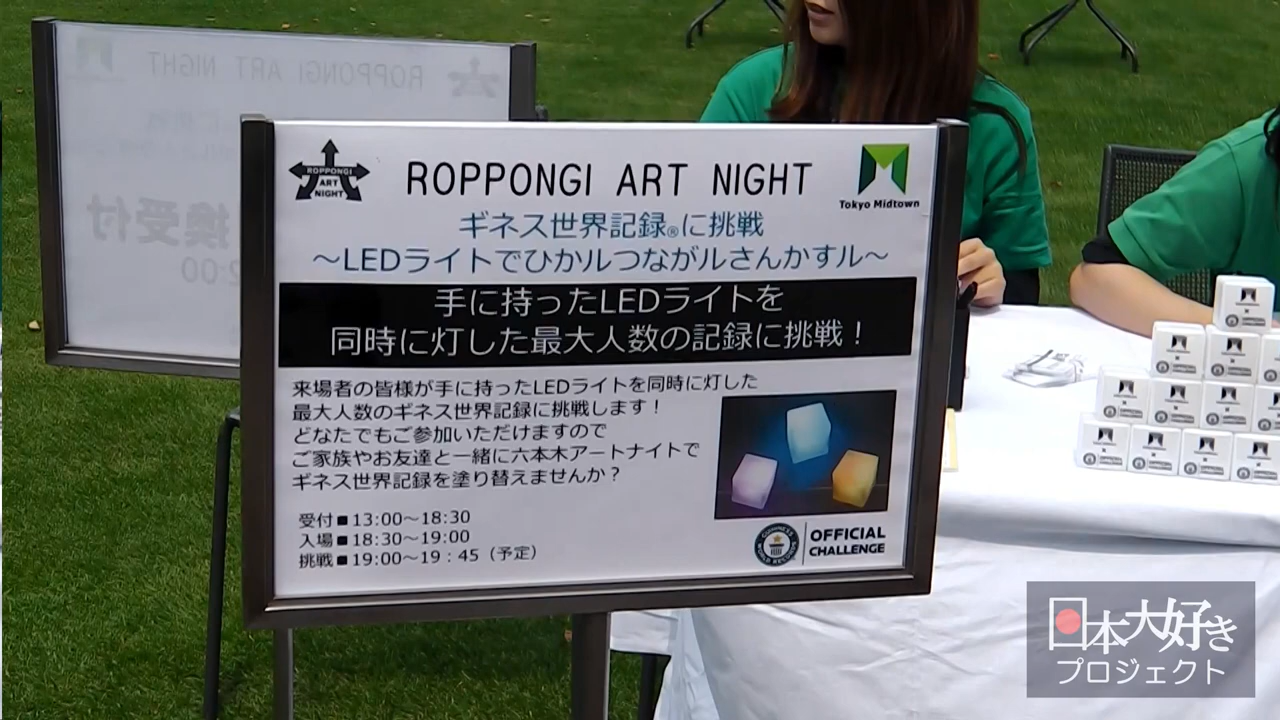 ROPPONGI ART NIGHT
ROPPONGI
ART
NIGHT
ROPPONGI ART NIGHT
Tokyo Midtown
ギネス世界記録®に挑戦
～LEDライトでひかルつながルさんかすル～
手に持ったLEDライトを
同時に灯した最大人数の記録に挑戦！
来場者の皆様が手に持ったLEDライトを同時に灯した
最大人数のギネス世界記録に挑戦します！
どなたでもご参加いただけますので
ご家族やお友達と一緒に六本木アートナイトで
ギネス世界記録を塗り替えませんか？
受付■13:00～18:30
入場■18:30～19:00
挑戦■19:00～19：45（予定）
GUINNESS WORLD RECORDS
OFFICIAL
CHALLENGE
換受付
日本大好き
プロジェクト